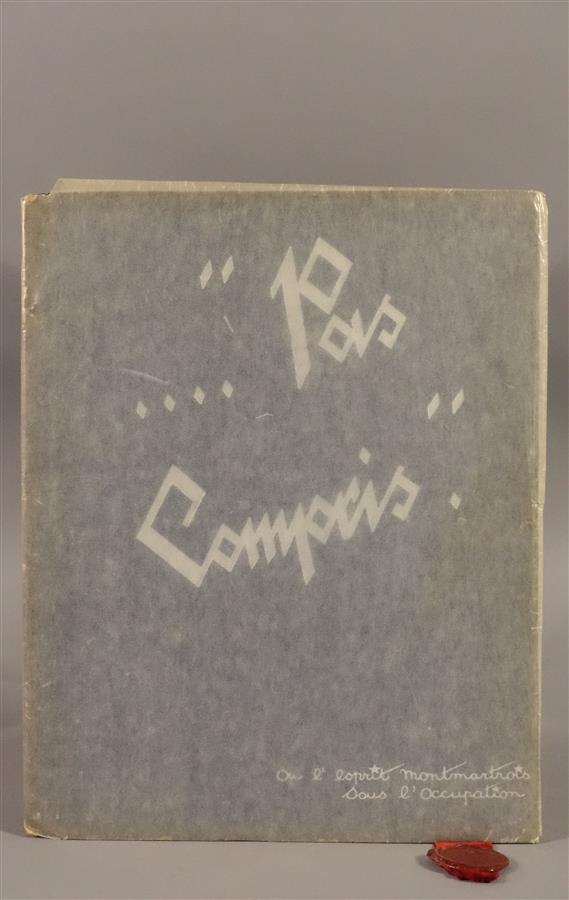 " Pas
.... "
Compris .
ou l'esprit montmartrois
sous l'occupation